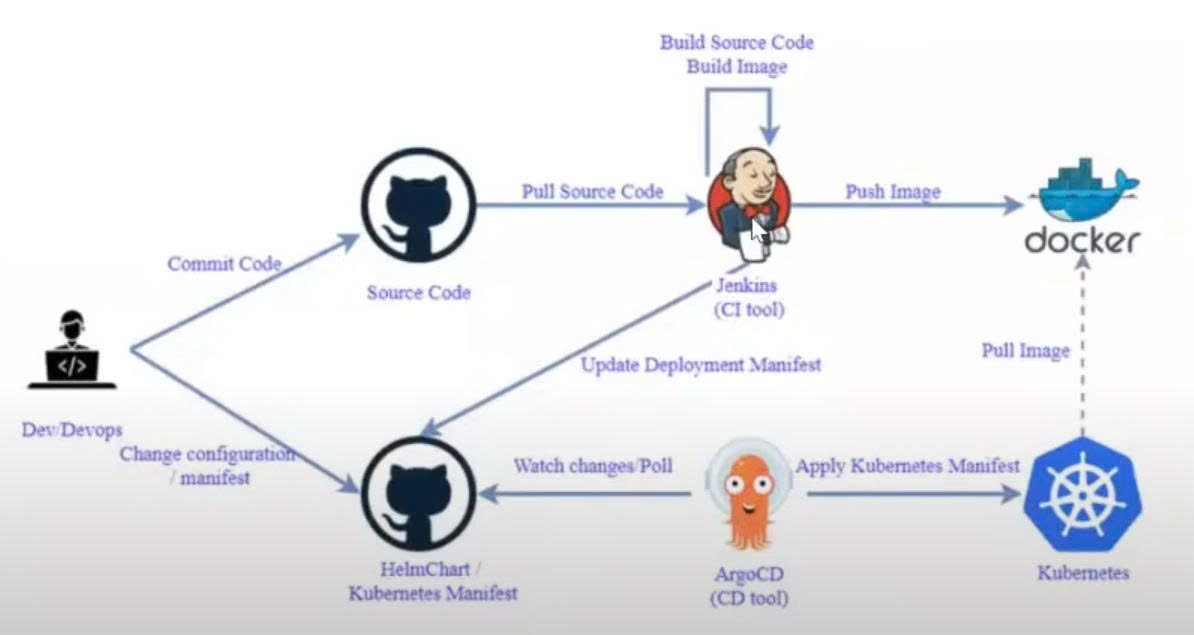 Build Source Code
Build Image
Pull Source Code
Push Image
docker
Commit Code
Source Code
Jenkins
(CI tool)
Update Deployment Manifest
Pull Image
</>
Dev/Devops
Change configuration
/ manifest
Watch changes/Poll
Apply Kubernetes Manifest
HelmChart /
Kubernetes Manifest
ArgoCD
(CD tool)
Kubernetes